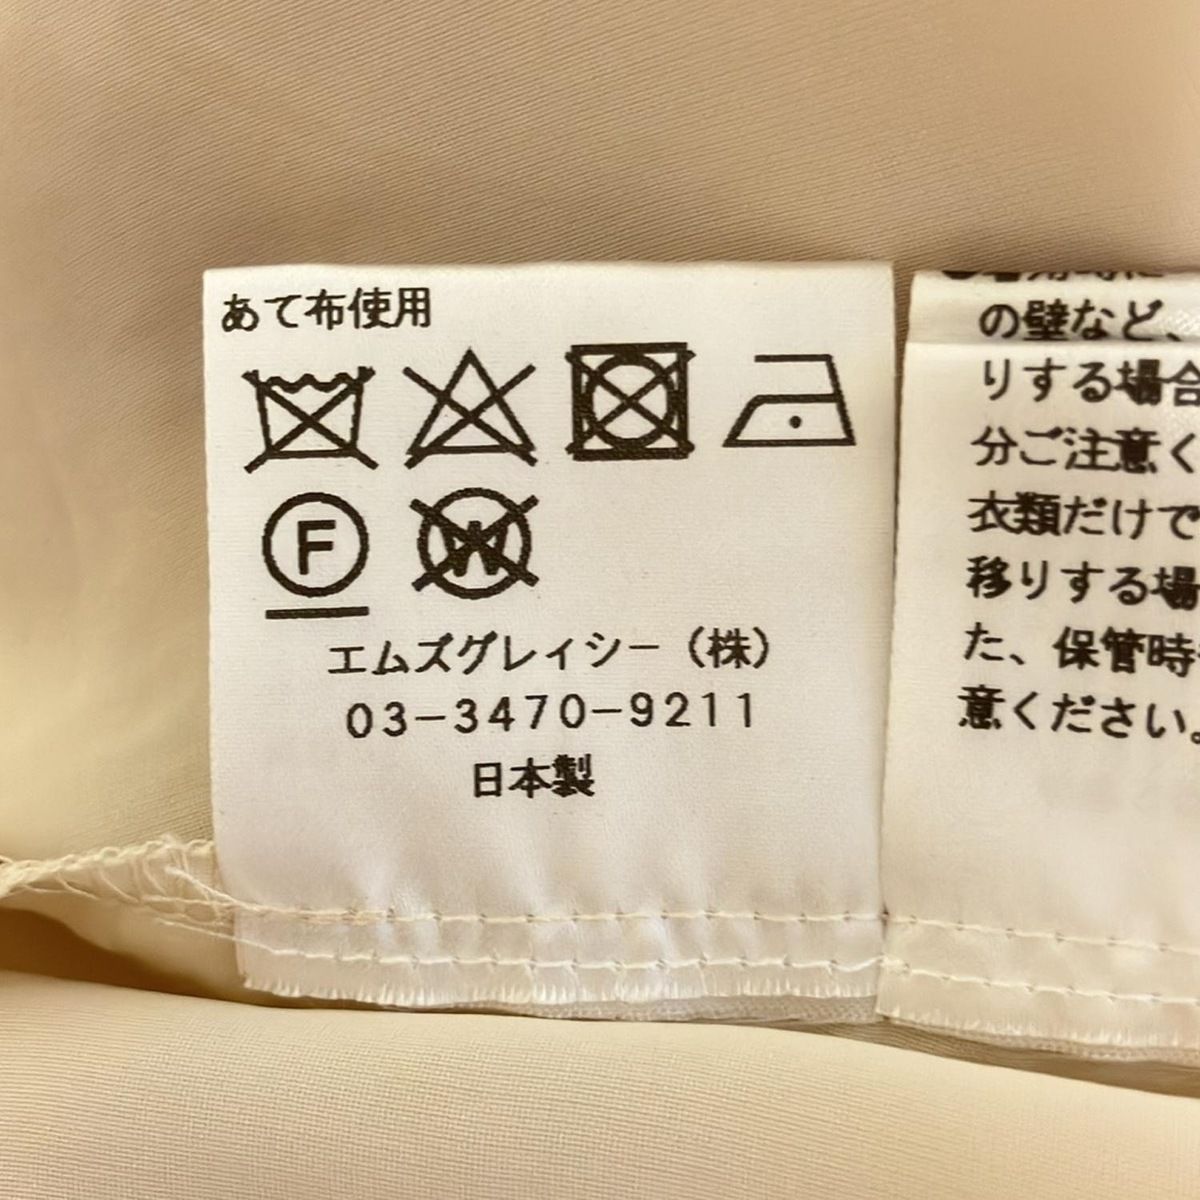 あて布使用
F
W
エムズグレイシー（株）
03-3470-9211
日本製
の壁など、
りする場合
分ご注意く
衣類だけで
移りする場
た、保管時
意ください。